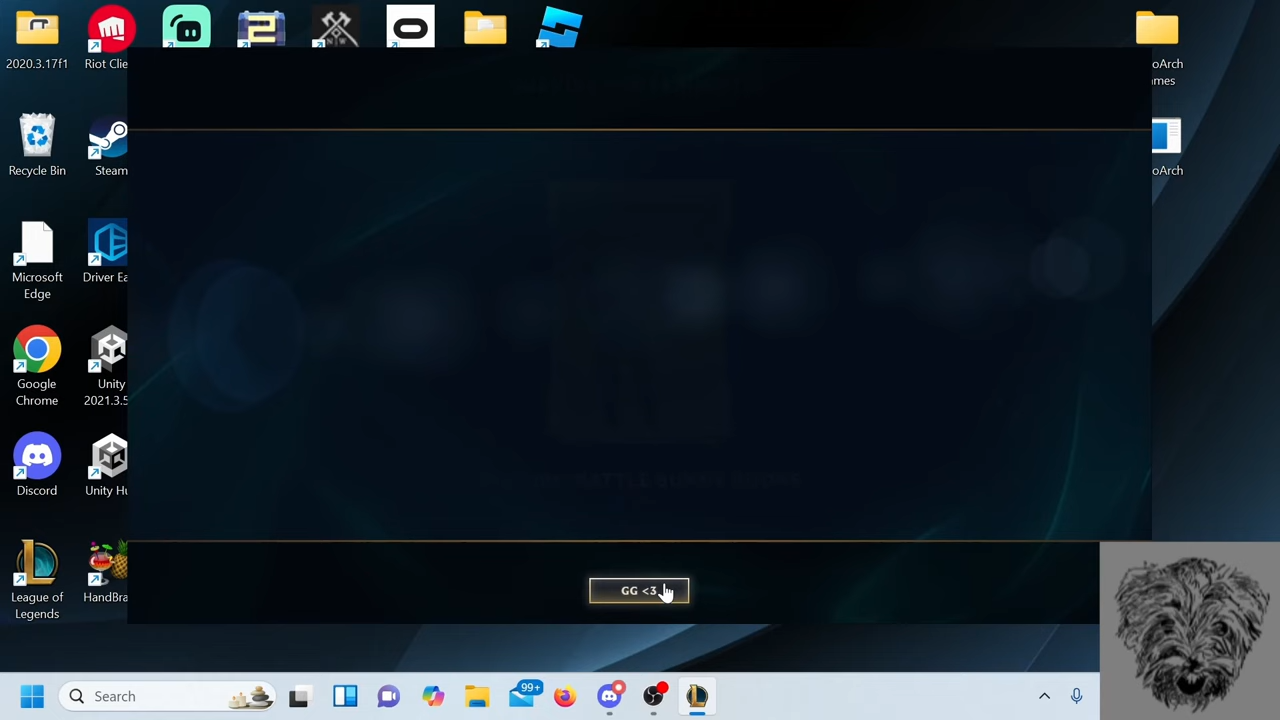 2020.3.17f1
Riot Clie
oArch
mes
Recycle Bin
Steam
oArch
Microsoft
Edge
Driver Ea
Google
Chrome
Unity
2021.3.5
Discord
Unity Hu
League of
Legends
HandBra
GG <3
Search
99+